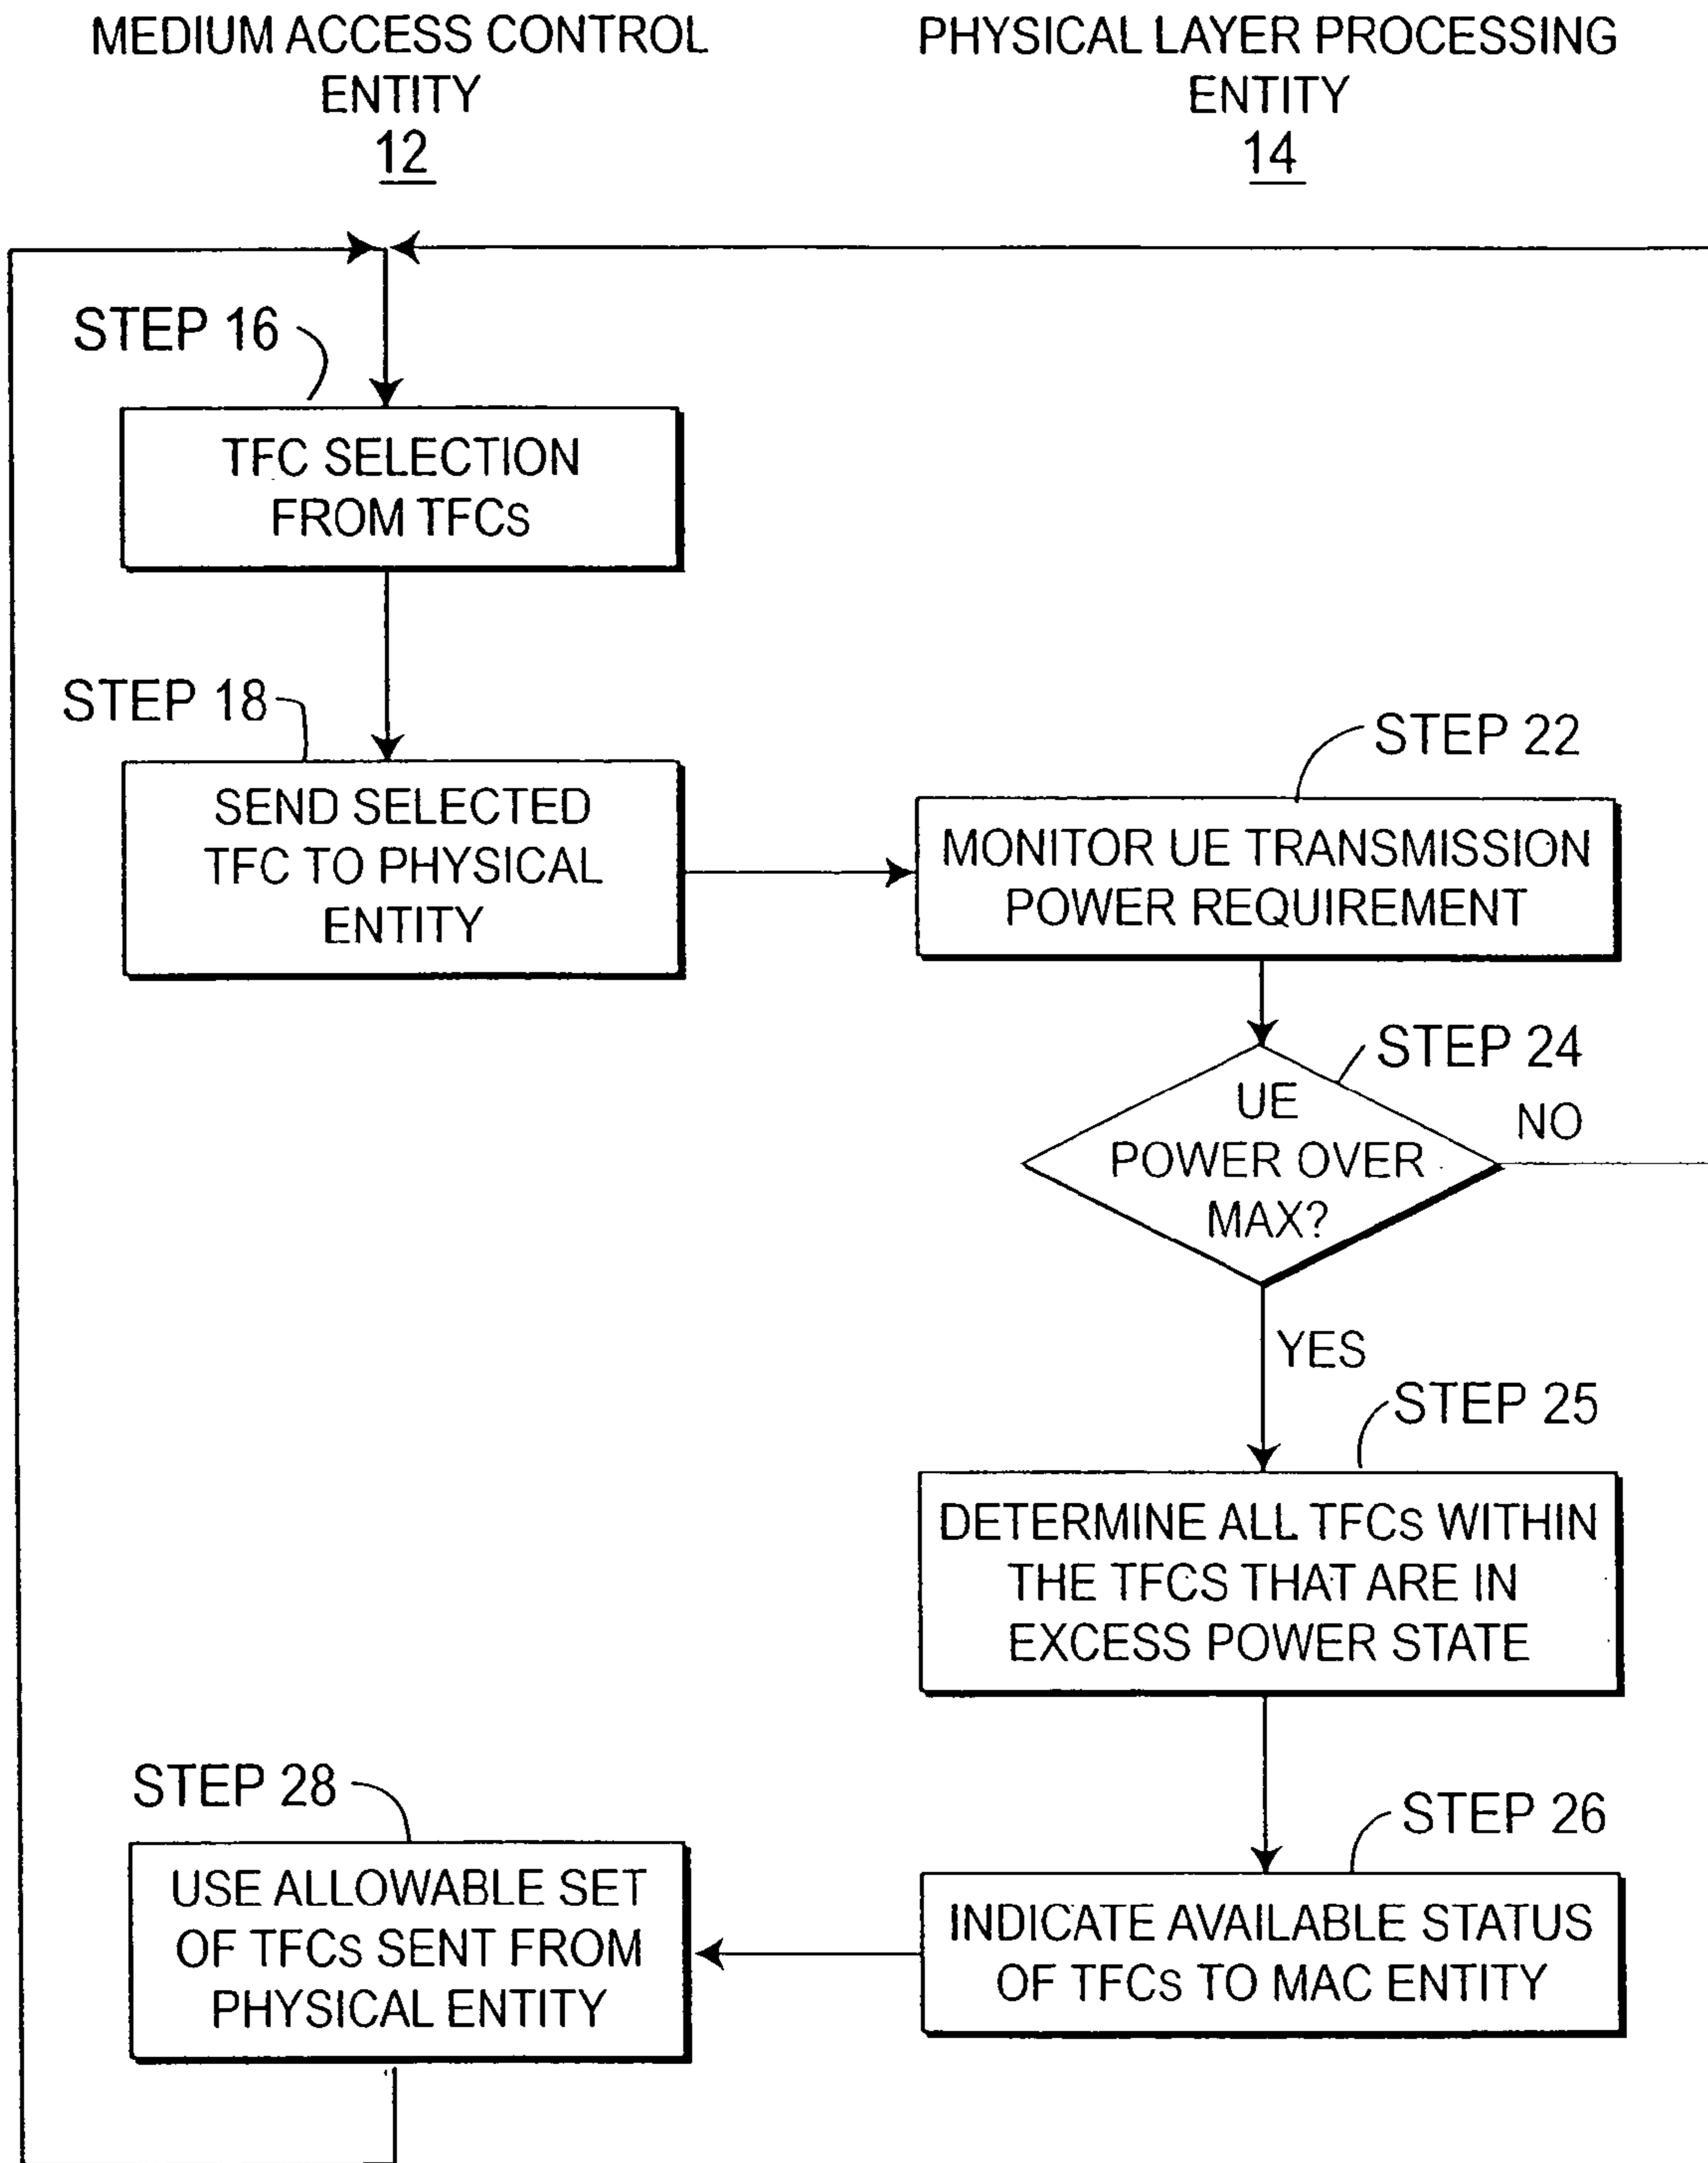 MEDIUM ACCESS CONTROL
ENTITY
12
PHYSICAL LAYER PROCESSING
ENTITY
14
STEP 16
TFC SELECTION
FROM TFCs
STEP 18
SEND SELECTED
TFC TO PHYSICAL
ENTITY
STEP 22
MONITOR UE TRANSMISSION
POWER REQUIREMENT
STEP 24
UE
POWER OVER
MAX?
NO
YES
STEP 25
DETERMINE ALL TFCs WITHIN
THE TFCS THAT ARE IN
EXCESS POWER STATE
STEP 26
INDICATE AVAILABLE STATUS
OF TFCs TO MAC ENTITY
STEP 28
USE ALLOWABLE SET
OF TFCs SENT FROM
PHYSICAL ENTITY